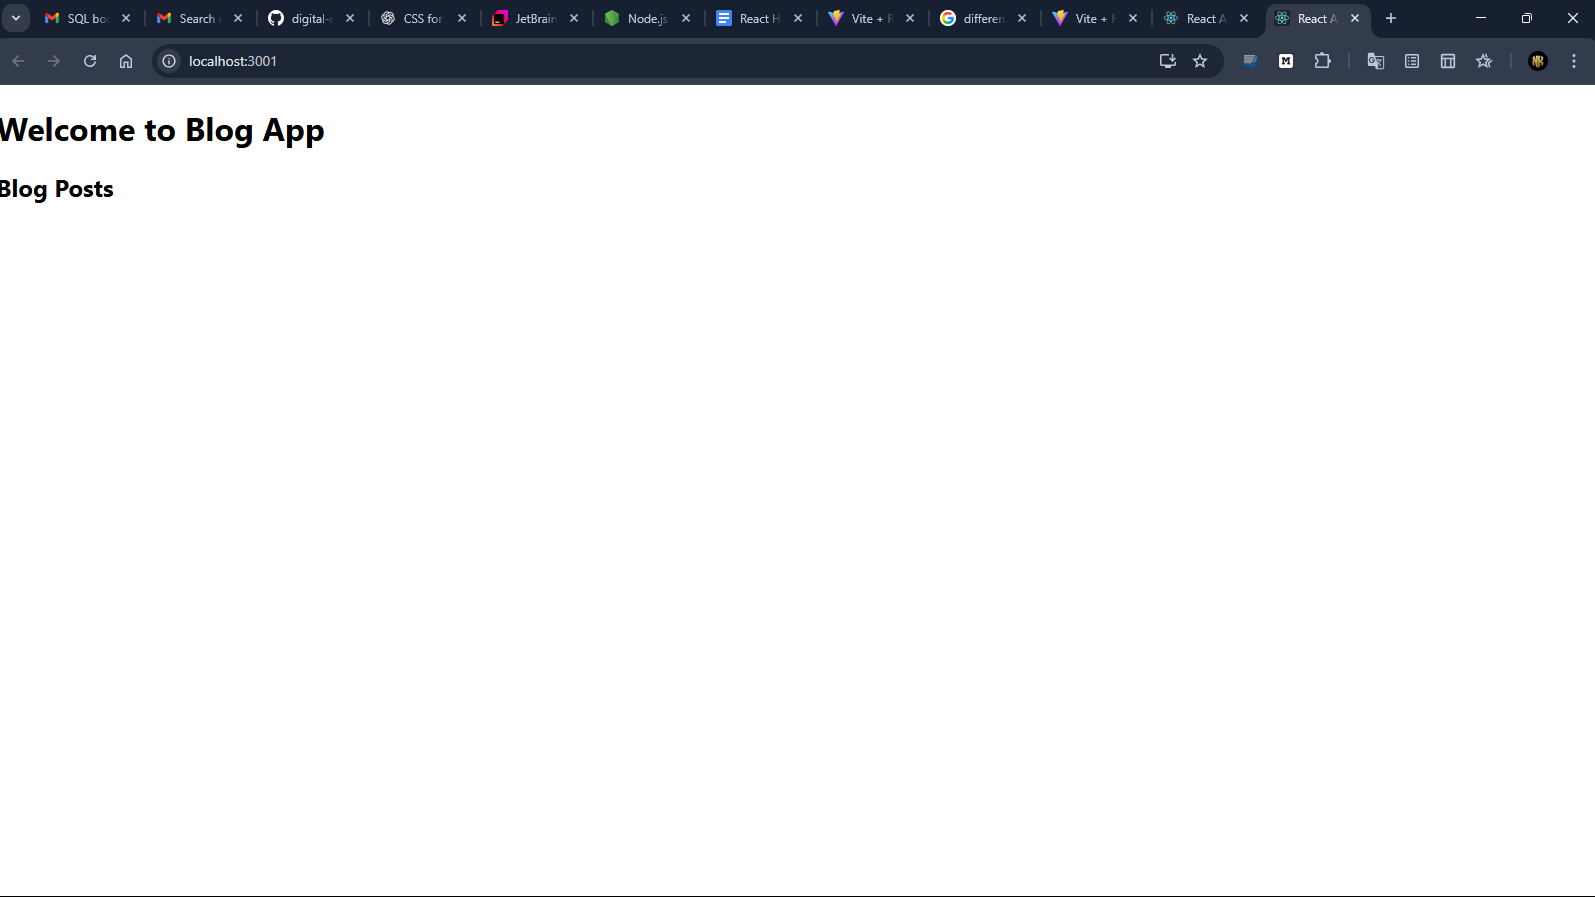 SQL bo
Search
digital-r
CSS for
JetBrain
Node.js
React H
Vite + R
differen
Vite + R
React A
React A
localhost:3001
M
NK
Welcome to Blog App
Blog Posts